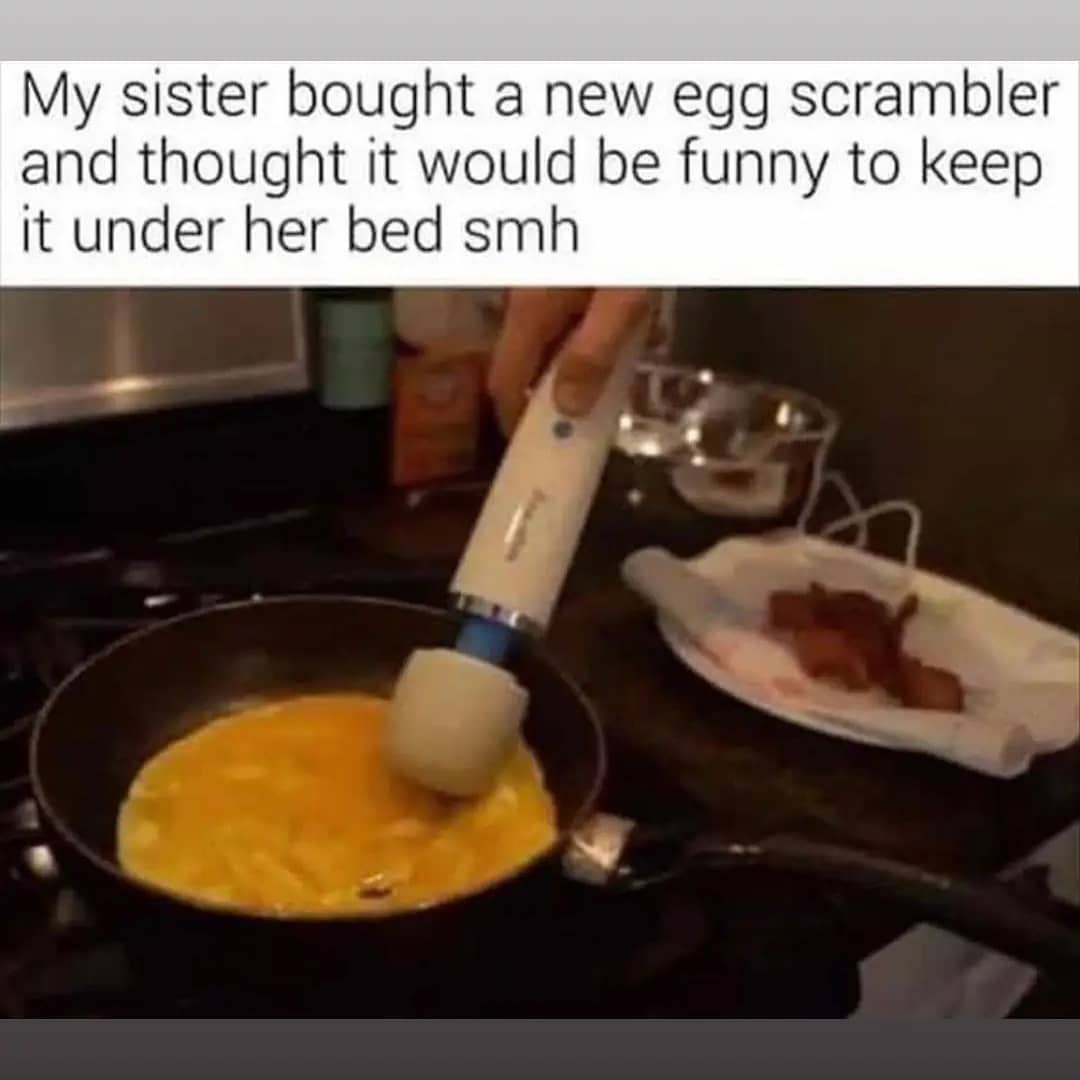 My sister bought a new egg scrambler
and thought it would be funny to keep
it under her bed smh